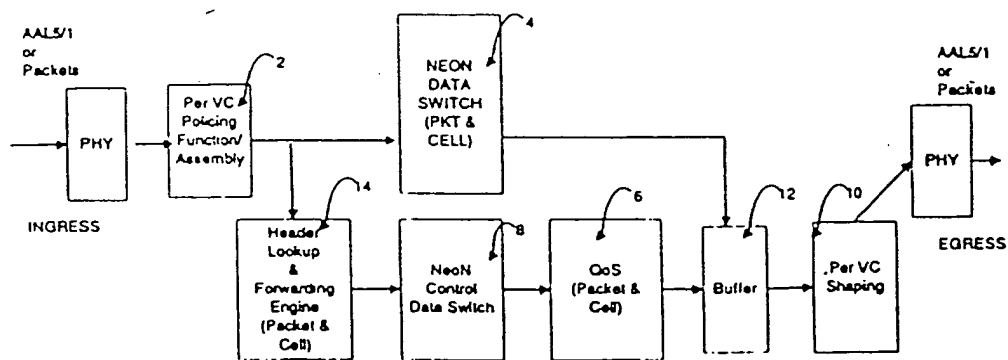 AAL5/1
or
Packets
PHY
INGRESS
2
Per VC
Policing
Function/
Assembly
4
NEON
DATA
SWITCH
(PKT &
CELL)
14
Header
Lookup
&
Forwarding
Engine
(Packet &
Cell)
8
NeoN
Control
Data Switch
6
QoS
(Packet &
Cell)
12
Buffer
10
Per VC
Shaping
AAL5/1
or
Packets
PHY
EGRESS